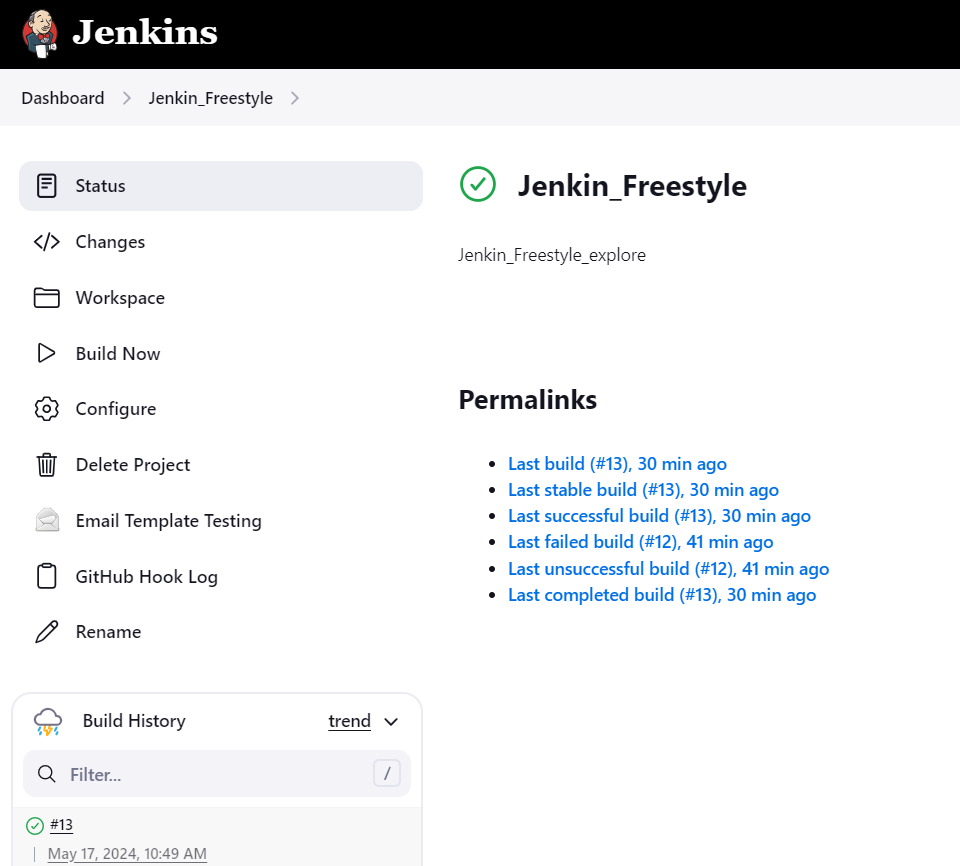 Jenkins
Dashboard
Jenkin_Freestyle
Status
Changes
Workspace
Build Now
Configure
Delete Project
Email Template Testing
GitHub Hook Log
Rename
Build History
trend
Filter...
/
#13
May 17, 2024, 10:49 AM
Jenkin_Freestyle
Jenkin_Freestyle_explore
Permalinks
Last build (#13), 30 min ago
Last stable build (#13), 30 min ago
Last successful build (#13), 30 min ago
Last failed build (#12), 41 min ago
Last unsuccessful build (#12), 41 min ago
Last completed build (#13), 30 min ago